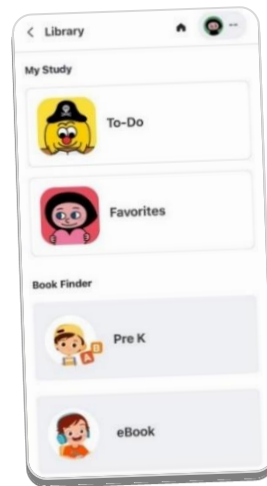 Library
My Study
To-Do
Favorites
Book Finder
Pre K
A B
eBook